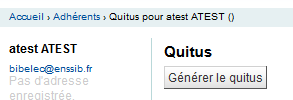 Accueil › Adhérents › Quitus pour atest ATEST ()
atest ATEST
bibelec@enssib.fr
Pas d'adresse
enregistrée.
Quitus
Générer le quitus